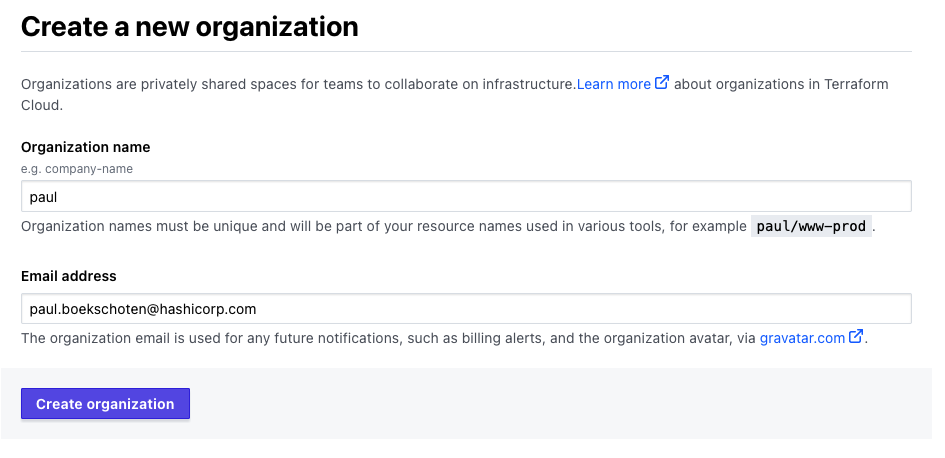 Create a new organization
Organizations are privately shared spaces for teams to collaborate on infrastructure.Learn more about organizations in Terraform
Cloud.
Organization name
e.g. company-name
paul
Organization names must be unique and will be part of your resource names used in various tools, for example paul/www-prod.
Email address
paul.boekschoten@hashicorp.com
The organization email is used for any future notifications, such as billing alerts, and the organization avatar, via gravatar.com.
Create organization